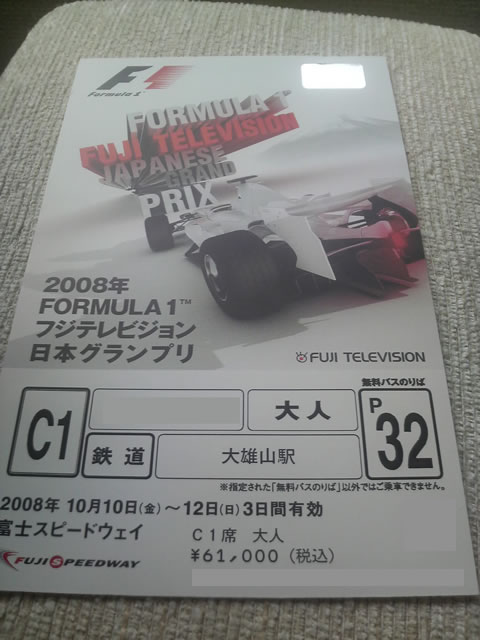 F1
Formula 1
FORMULA 1
FUJI TELEVISION
JAPANESE
GRAND
PRIX
2008年
FORMULA 1™
フジテレビジョン
日本グランプリ
FUJI TELEVISION
無料バスのりば
C1
大人
P
32
鉄道
大雄山駅
※指定された「無料バスのりば」以外ではご乗車できません。
2008年 10月10日(金)～12日(日) 3日間有効
富士スピードウェイ
C1席 大人
¥61,000 (税込)
FUJI SPEEDWAY